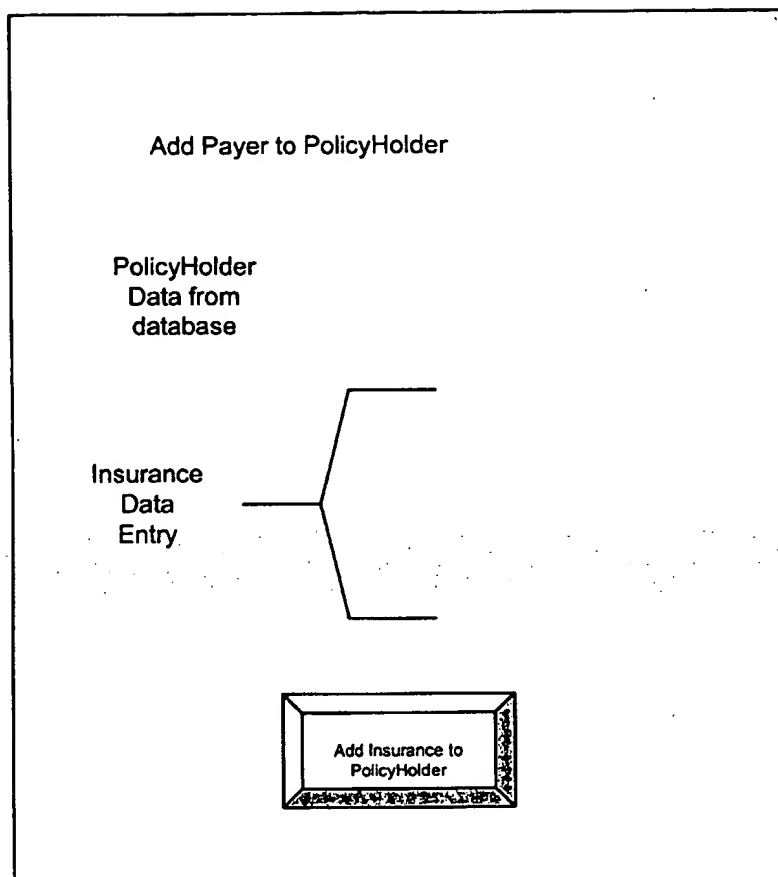 Add Payer to PolicyHolder
PolicyHolder
Data from
database
Insurance
Data
Entry
Add Insurance to
PolicyHolder